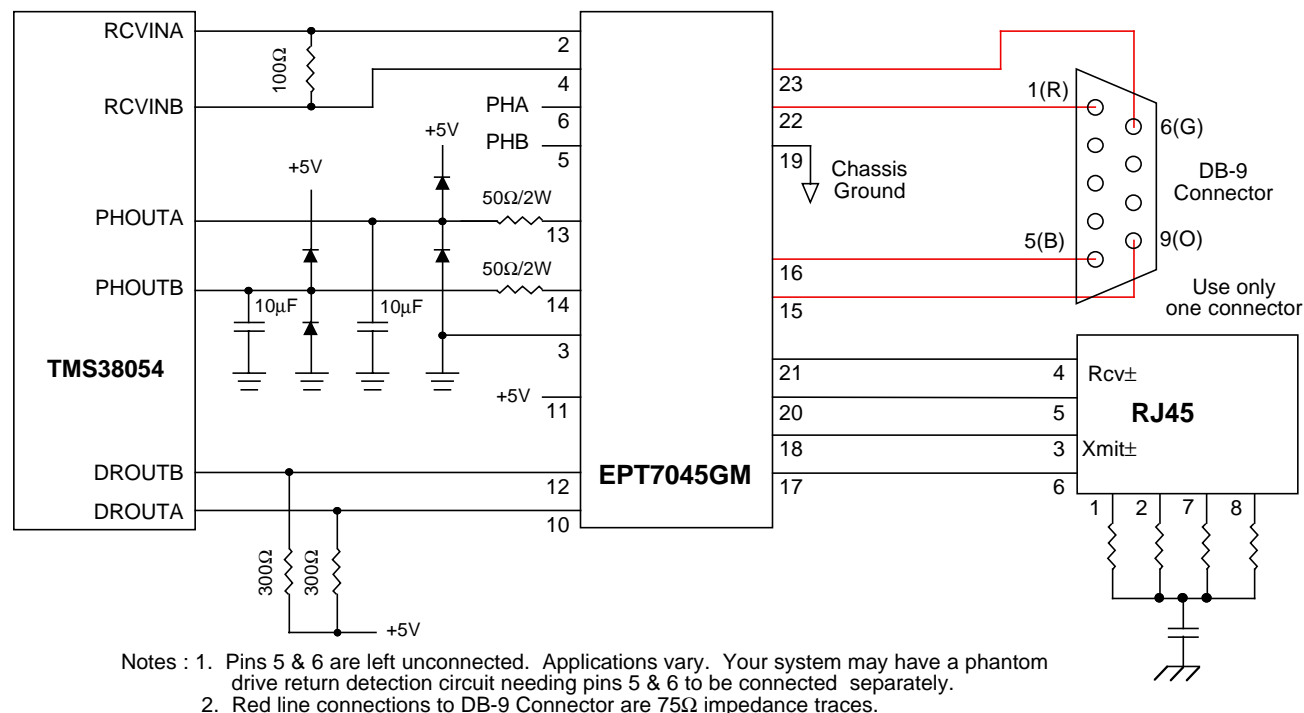 RCVINA
100Ω
RCVINB
PHOUTA
PHOUTB
TMS38054
DROUTB
DROUTA
+5V
+5V
10µF
10µF
50Ω/2W
50Ω/2W
PHA
PHB
+5V
300Ω
300Ω
+5V
2
4
6
5
13
14
3
11
12
10
EPT7045GM
23
22
19
16
15
21
20
18
17
Chassis
Ground
1(R)
6(G)
5(B)
9(O)
DB-9
Connector
Use only
one connector
4 Rcv±
5
3 Xmit±
6
RJ45
1 2 7 8
Notes : 1. Pins 5 & 6 are left unconnected. Applications vary. Your system may have a phantom
drive return detection circuit needing pins 5 & 6 to be connected separately.
2. Red line connections to DB-9 Connector are 75Ω impedance traces.